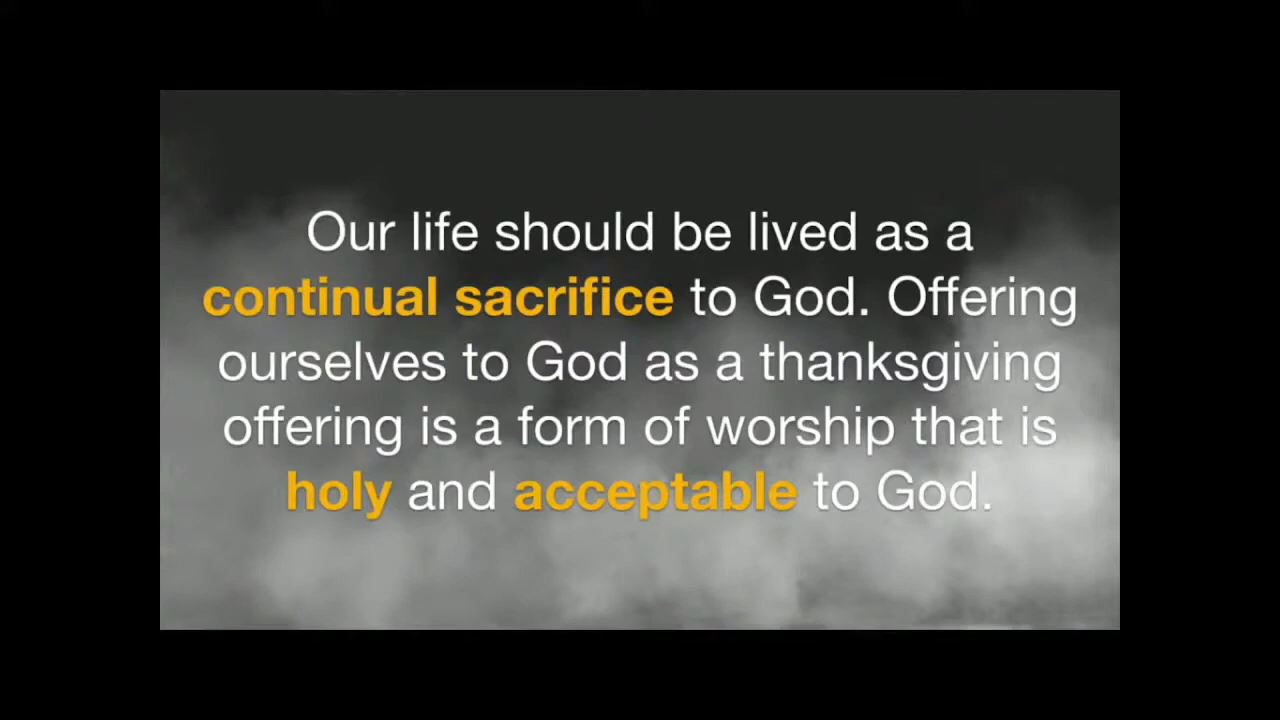 Our life should be lived as a
continual sacrifice to God. Offering
ourselves to God as a thanksgiving
offering is a form of worship that is
holy and acceptable to God.